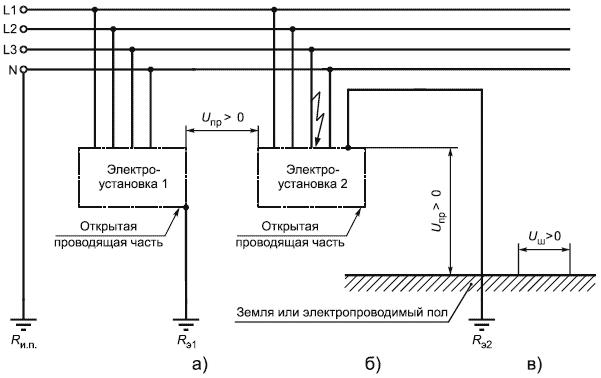 L1
L2
L3
N
Uпр> 0
Электро-
установка 1
Электро-
установка 2
Uпр> 0
Открытая
проводящая часть
Открытая
проводящая часть
Uш>0
Земля или электропроводимый пол
Rи.п.
Rэ1
а)
б)
Rэ2
в)